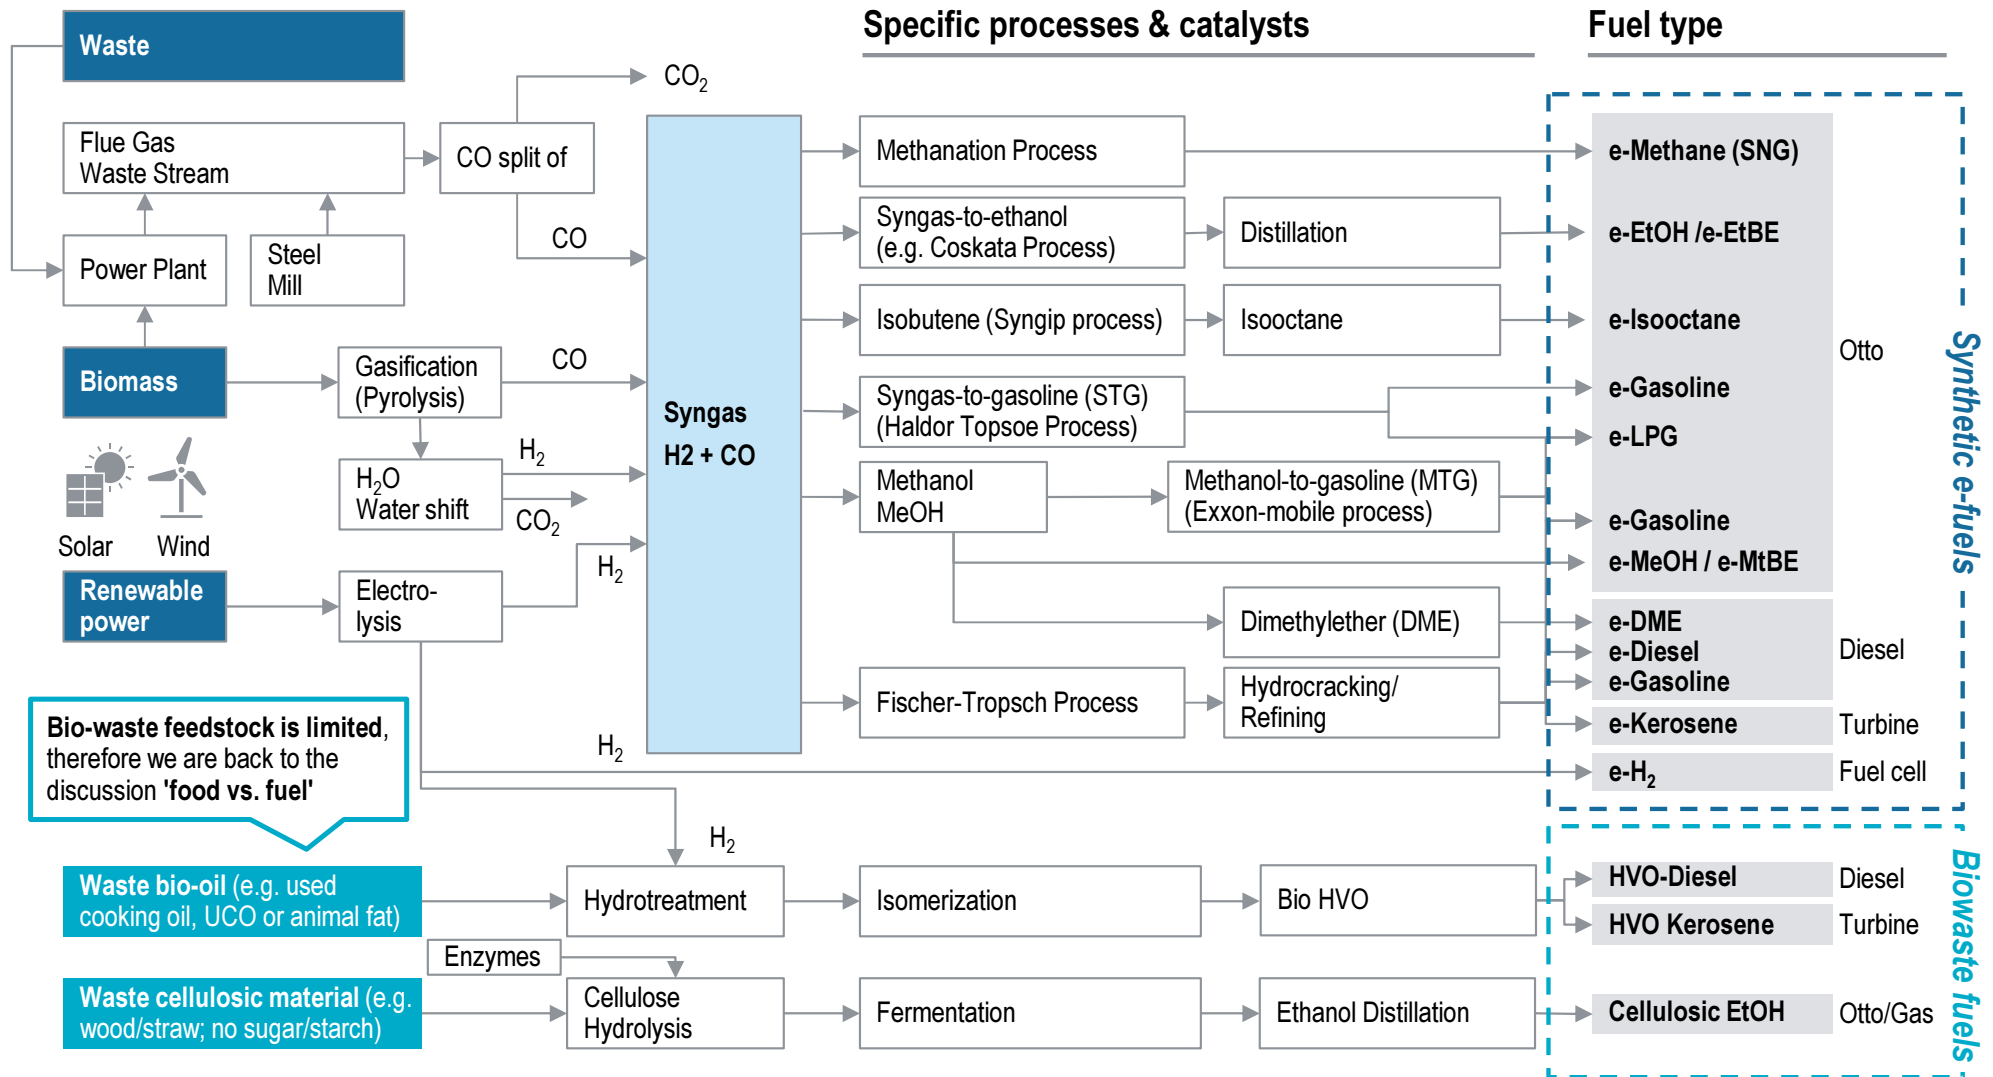 Specific processes & catalysts
Fuel type
Waste
CO2
Flue Gas
Waste Stream
CO split of
CO
Power Plant
Steel
Mill
Biomass
Gasification
(Pyrolysis)
CO
H2O
Water shift
H2
CO2
Solar
Wind
Renewable
power
Electro-
lysis
H2
H2
Syngas
H2 + CO
Methanation Process
Syngas-to-ethanol
(e.g. Coskata Process)
Distillation
Isobutene (Syngip process)
Isooctane
Syngas-to-gasoline (STG)
(Haldor Topsoe Process)
Methanol
MeOH
Methanol-to-gasoline (MTG)
(Exxon-mobile process)
Dimethylether (DME)
Fischer-Tropsch Process
Hydrocracking/
Refining
e-Methane (SNG)
e-EtOH /e-EtBE
e-Isooctane
Otto
e-Gasoline
e-LPG
e-Gasoline
e-MeOH / e-MtBE
e-DME
e-Diesel
Diesel
e-Gasoline
e-Kerosene
Turbine
e-H2
Fuel cell
Synthetic e-fuels
Bio-waste feedstock is limited,
therefore we are back to the
discussion 'food vs. fuel'
H2
Waste bio-oil (e.g. used
cooking oil, UCO or animal fat)
Hydrotreatment
Isomerization
Bio HVO
HVO-Diesel
Diesel
HVO Kerosene
Turbine
Enzymes
Waste cellulosic material (e.g.
wood/straw; no sugar/starch)
Cellulose
Hydrolysis
Fermentation
Ethanol Distillation
Cellulosic EtOH
Otto/Gas
Biowaste fuels